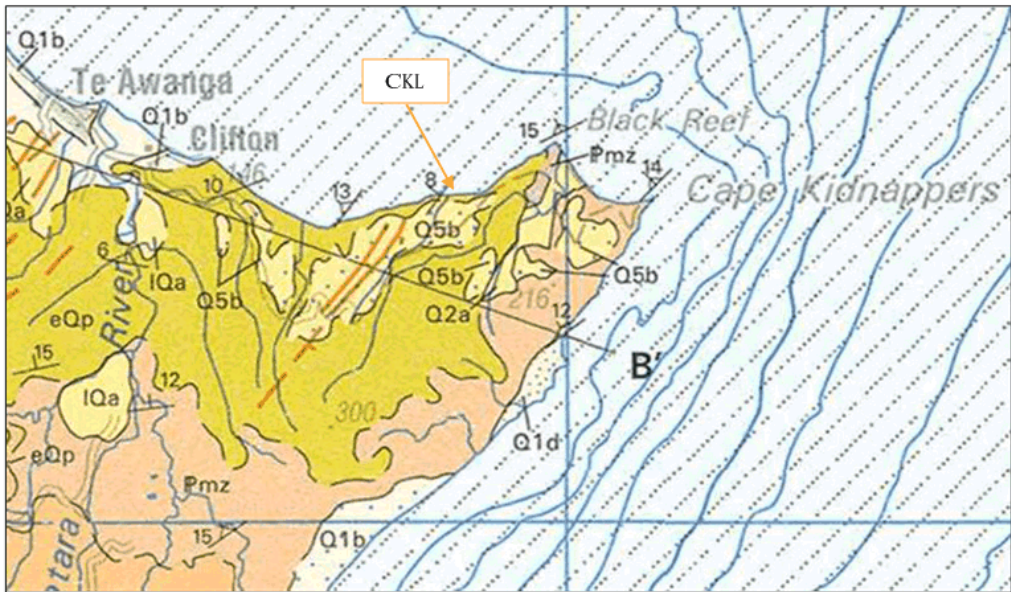 Q1b
Te Awanga
CKL
Q1b
Clifton
146
15
Black Reef
Pmz
14
10
13
8
Cape Kidnappers
Qa
Q5b
6
lQa
Q5b
Q5b
Q5b
River
eQp
Q2a
216
12
15
B′
lQa
12
300
Q1d
eQp
Pmz
15
Q1b